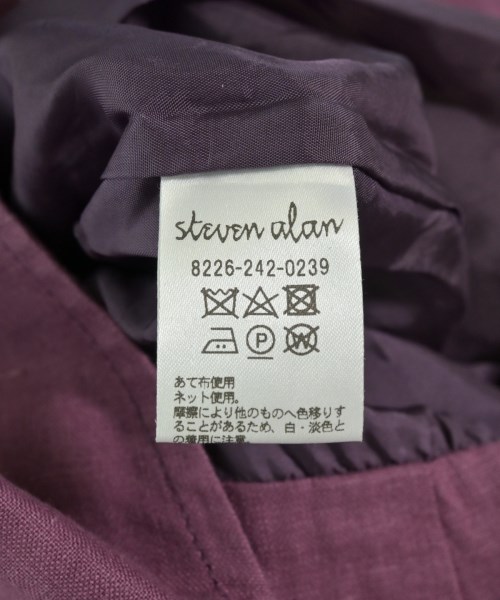 steven alan
8226-242-0239
P W
あて布使用
ネット使用。
摩擦により他のものへ色移りす
ることがあるため、白・淡色と
の着用に注意